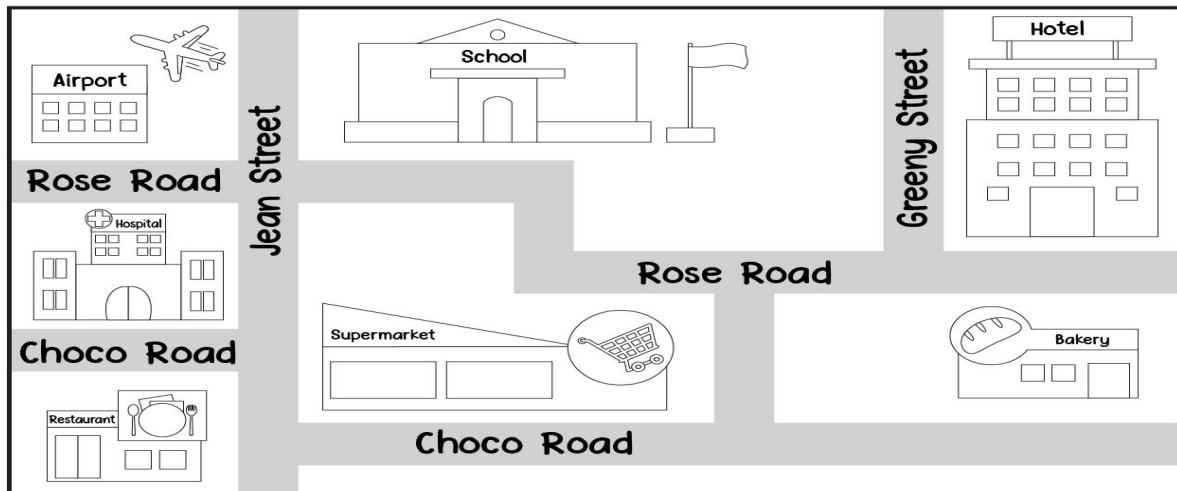 Airport
School
Hotel
Jean Street
Greeny Street
Rose Road
Hospital
Rose Road
Supermarket
Bakery
Choco Road
Restaurant
Choco Road